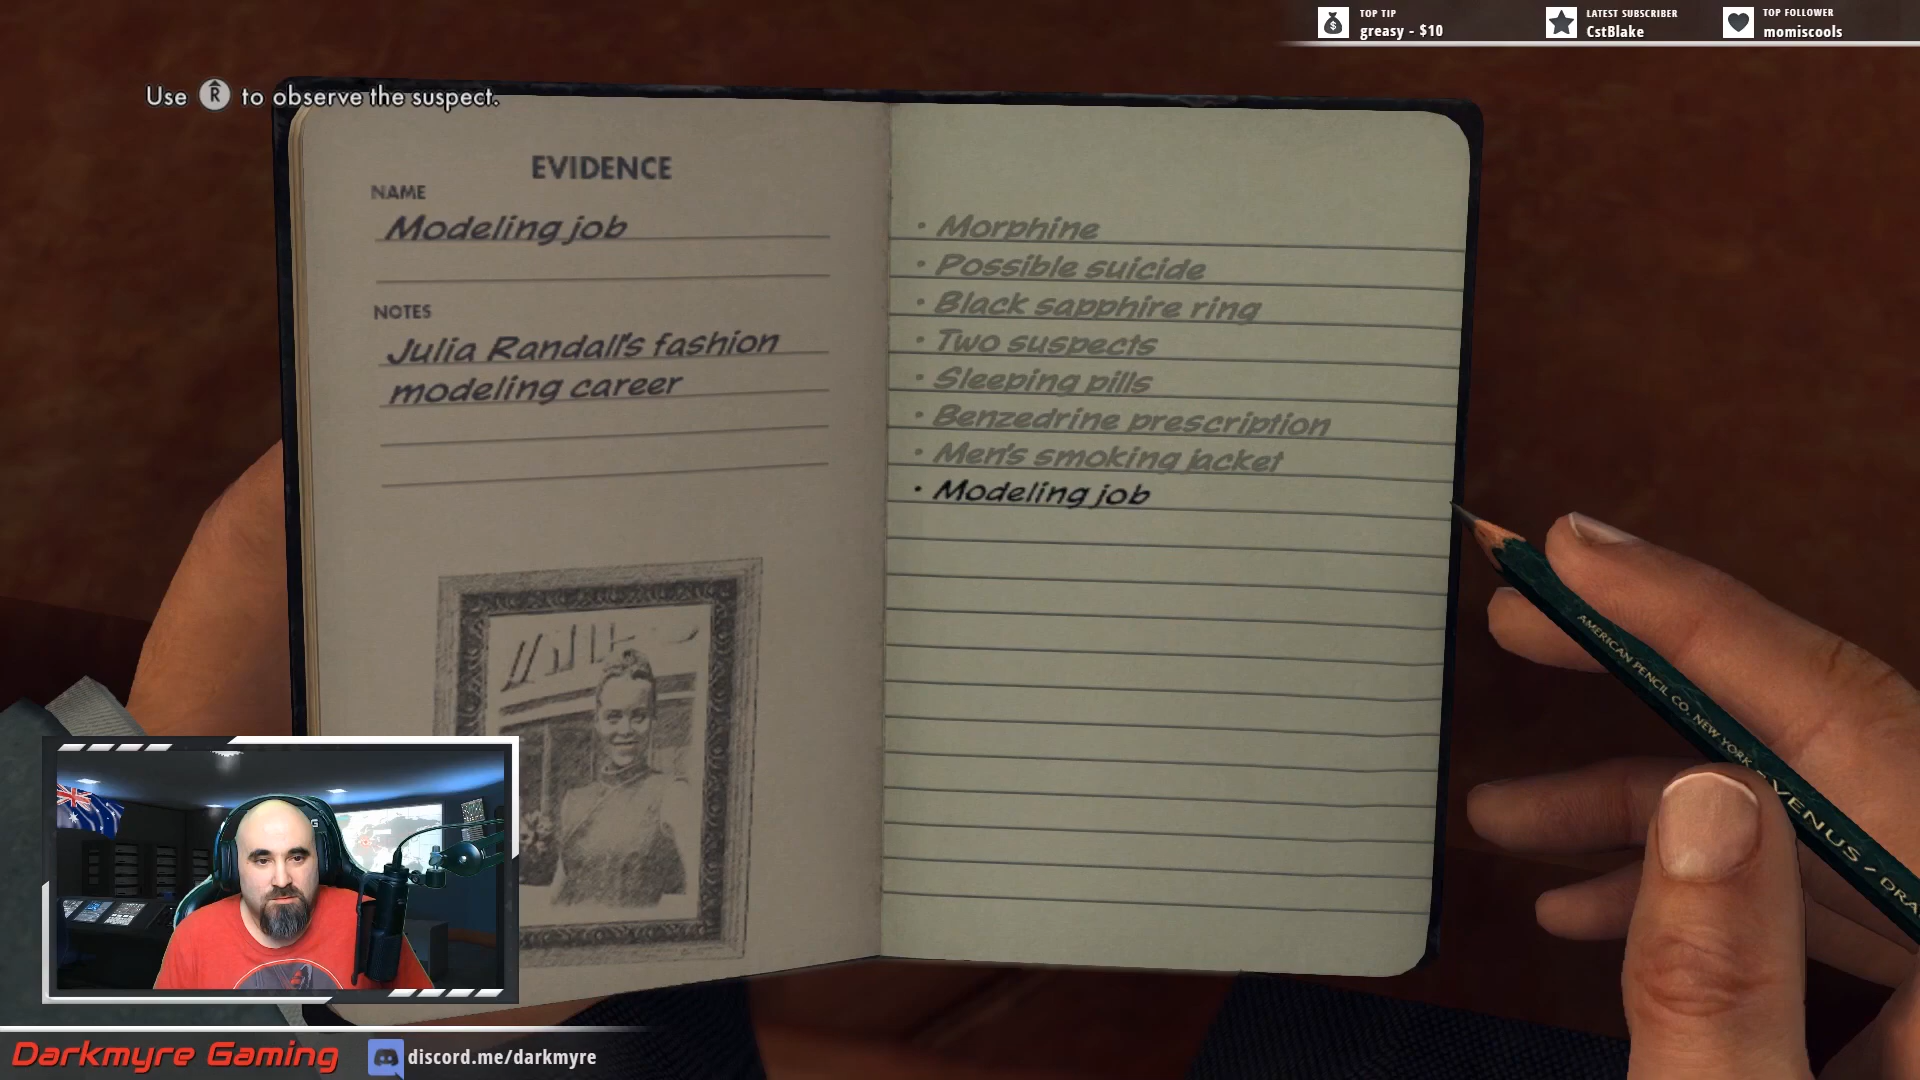 TOP TIP
greasy - $10
LATEST SUBSCRIBER
CstBlake
TOP FOLLOWER
momiscools
Use R to observe the suspect.
EVIDENCE
NAME
Modeling job
NOTES
Julia Randall's fashion
modeling career
• Morphine
• Possible suicide
• Black sapphire ring
• Two suspects
• Sleeping pills
• Benzedrine prescription
• Men's smoking jacket
• Modeling job
AMERICAN PENCIL CO. NEW YORK
VENUS / DRA
Darkmyre Gaming
discord.me/darkmyre